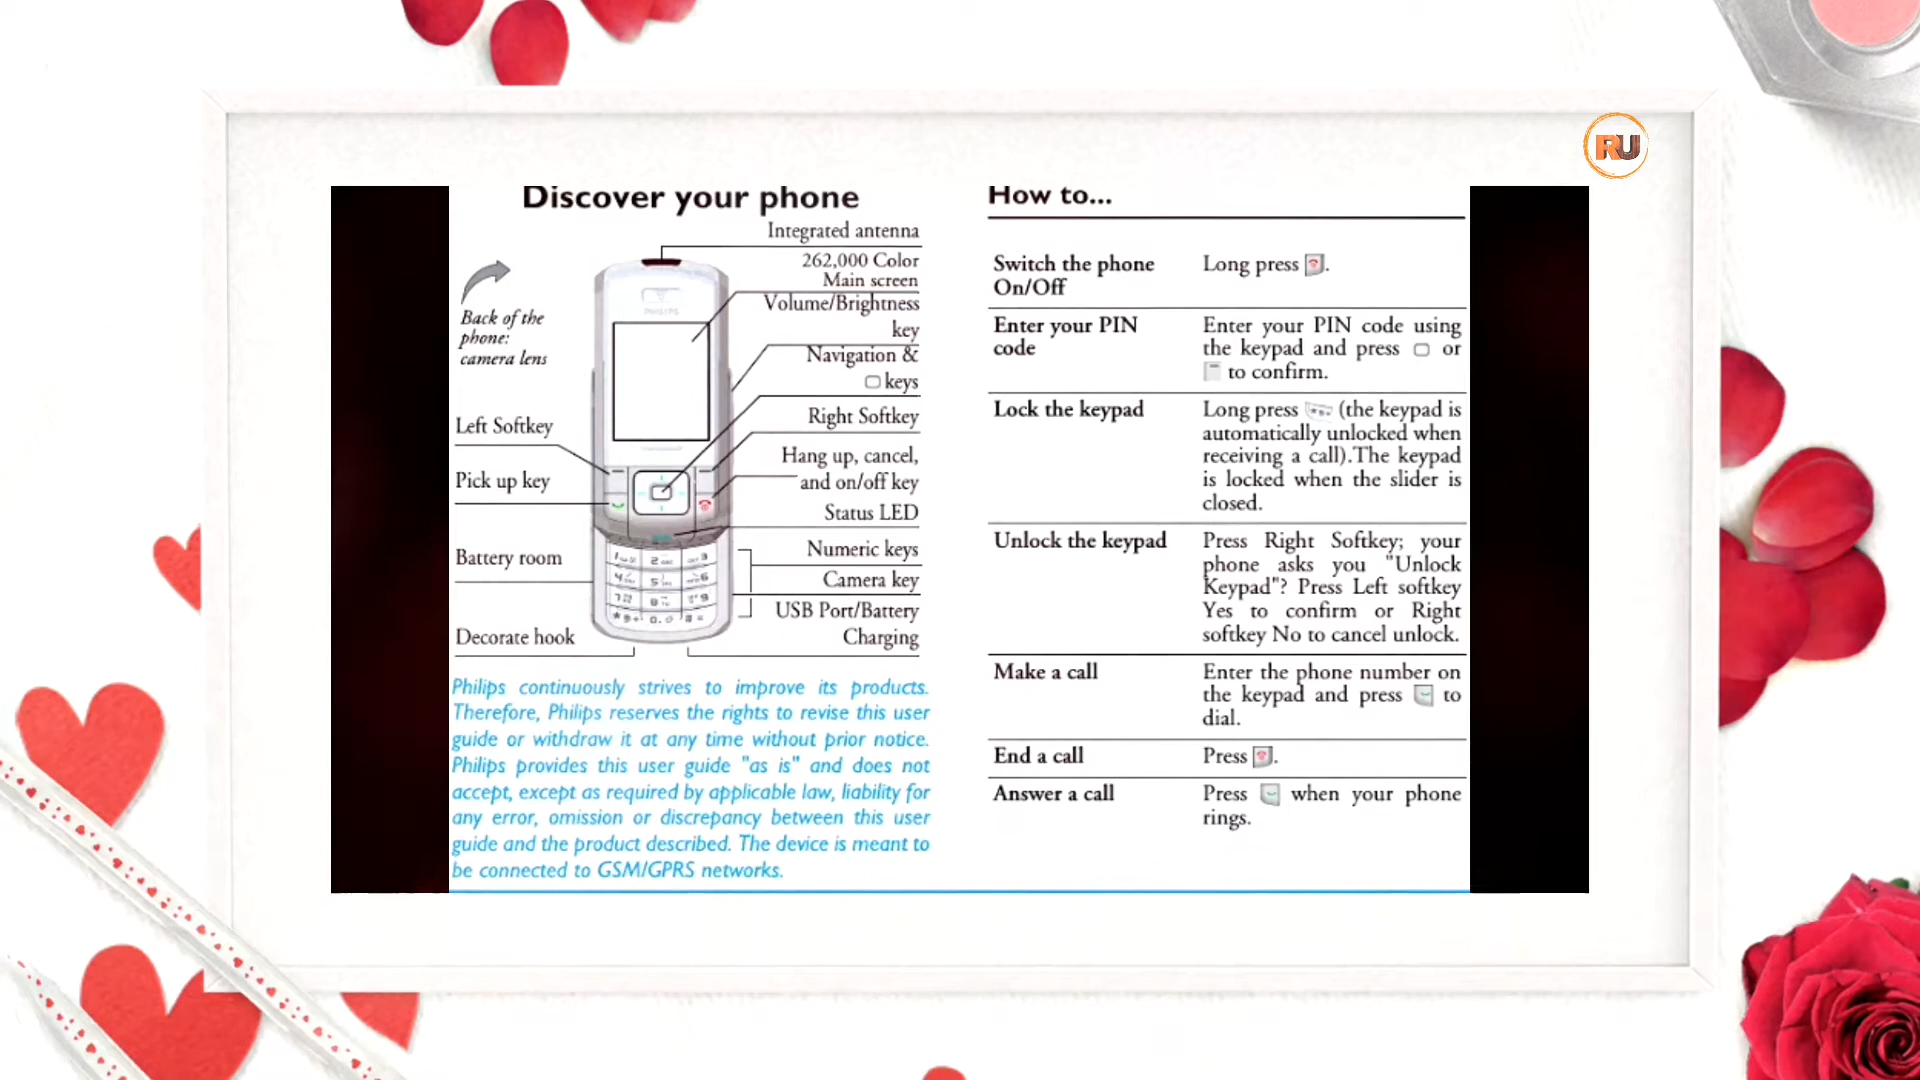 RU
Discover your phone
Integrated antenna
262,000 Color
Main screen
Volume/Brightness
key
Navigation &
keys
Right Softkey
Hang up, cancel,
and on/off key
Status LED
Numeric keys
Camera key
USB Port/Battery
Charging
Back of the
phone:
camera lens
Left Softkey
Pick up key
Battery room
Decorate hook
PHILIPS
Philips continuously strives to improve its products.
Therefore, Philips reserves the rights to revise this user
guide or withdraw it at any time without prior notice.
Philips provides this user guide "as is" and does not
accept, except as required by applicable law, liability for
any error, omission or discrepancy between this user
guide and the product described. The device is meant to
be connected to GSM/GPRS networks.
How to...
Switch the phone Long press .
On/Off
Enter your PIN Enter your PIN code using
code the keypad and press or
to confirm.
Lock the keypad Long press (the keypad is
automatically unlocked when
receiving a call).The keypad
is locked when the slider is
closed.
Unlock the keypad Press Right Softkey; your
phone asks you "Unlock
Keypad"? Press Left softkey
Yes to confirm or Right
softkey No to cancel unlock.
Make a call Enter the phone number on
the keypad and press to
dial.
End a call Press .
Answer a call Press when your phone
rings.